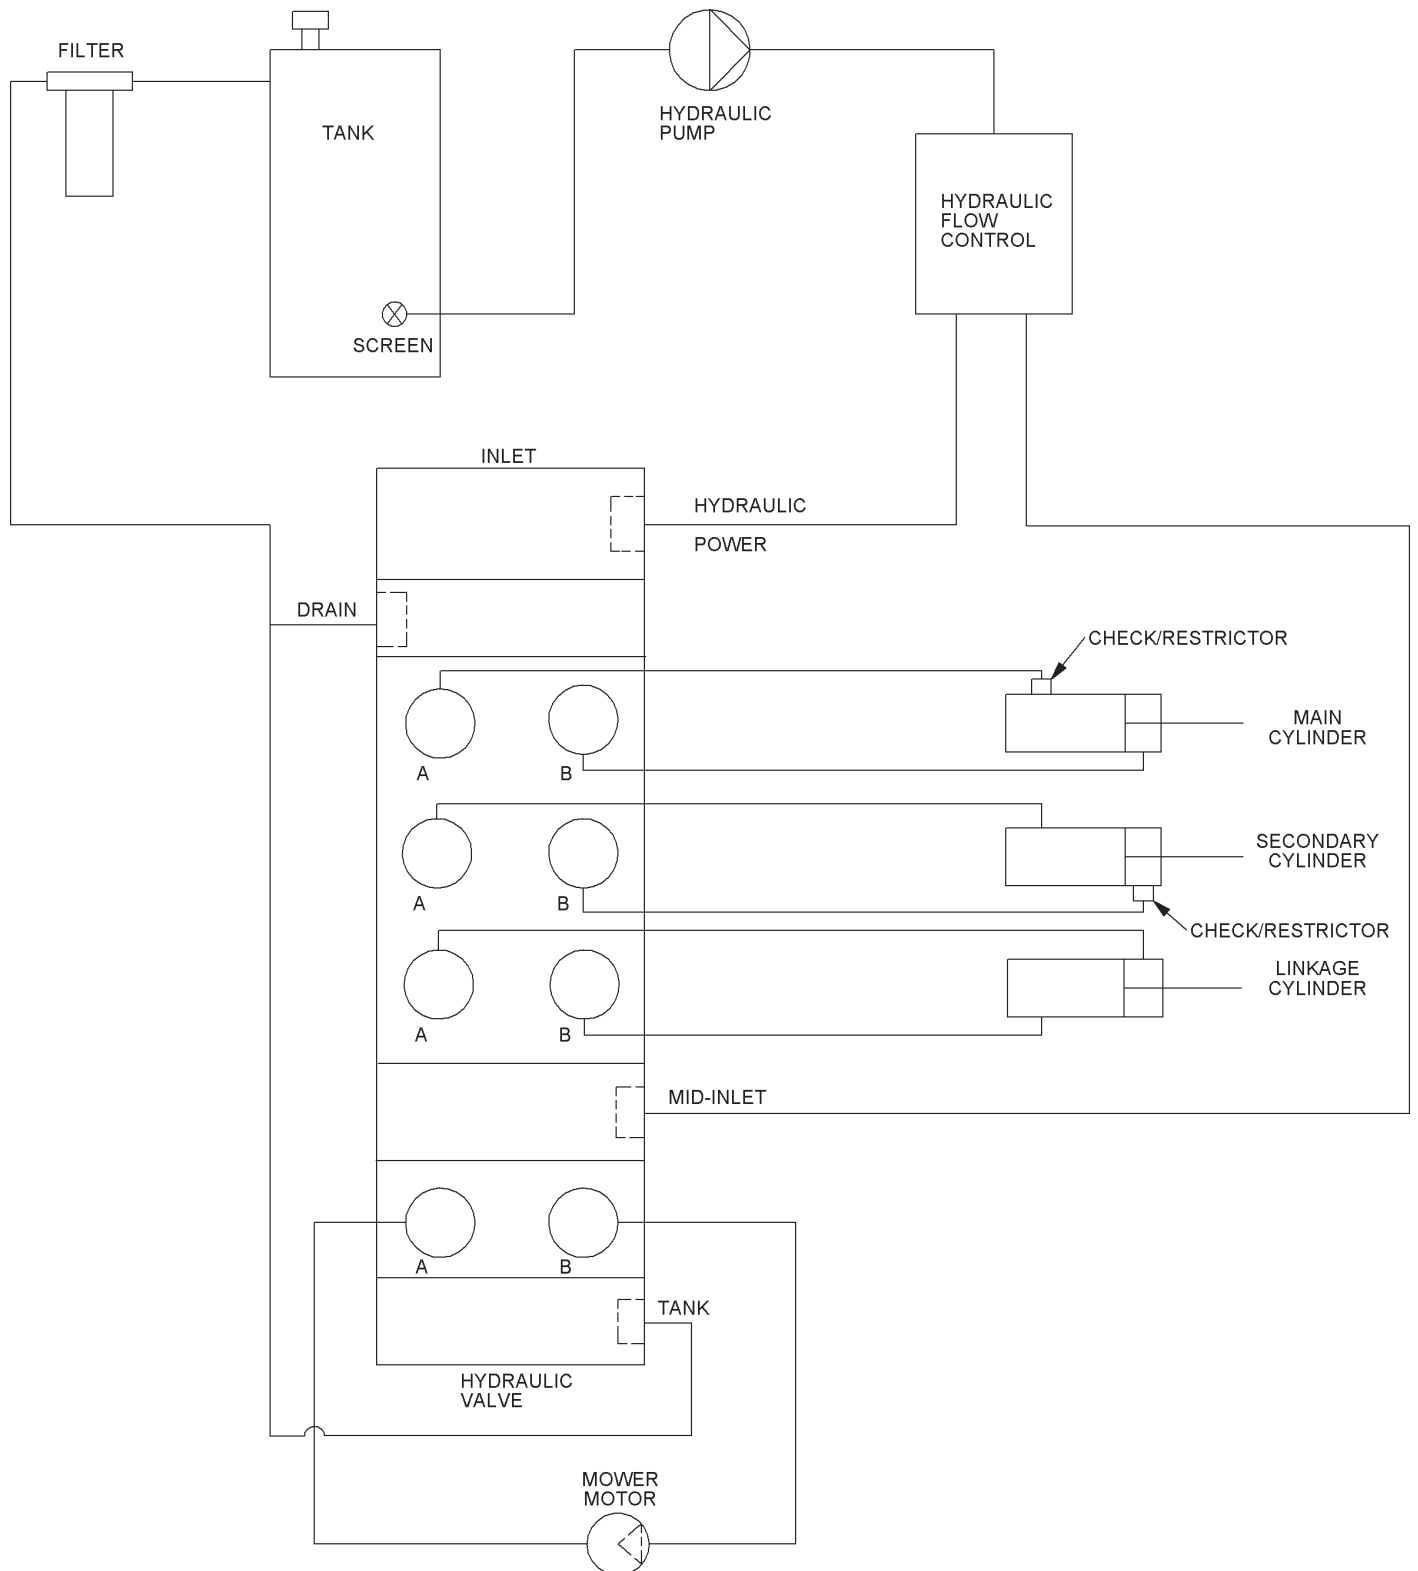 FILTER
TANK
HYDRAULIC
PUMP
HYDRAULIC
FLOW
CONTROL
SCREEN
INLET
HYDRAULIC
POWER
DRAIN
CHECK/RESTRICTOR
MAIN
CYLINDER
A
B
SECONDARY
CYLINDER
A
B
CHECK/RESTRICTOR
LINKAGE
CYLINDER
A
B
MID-INLET
A
B
TANK
HYDRAULIC
VALVE
MOWER
MOTOR